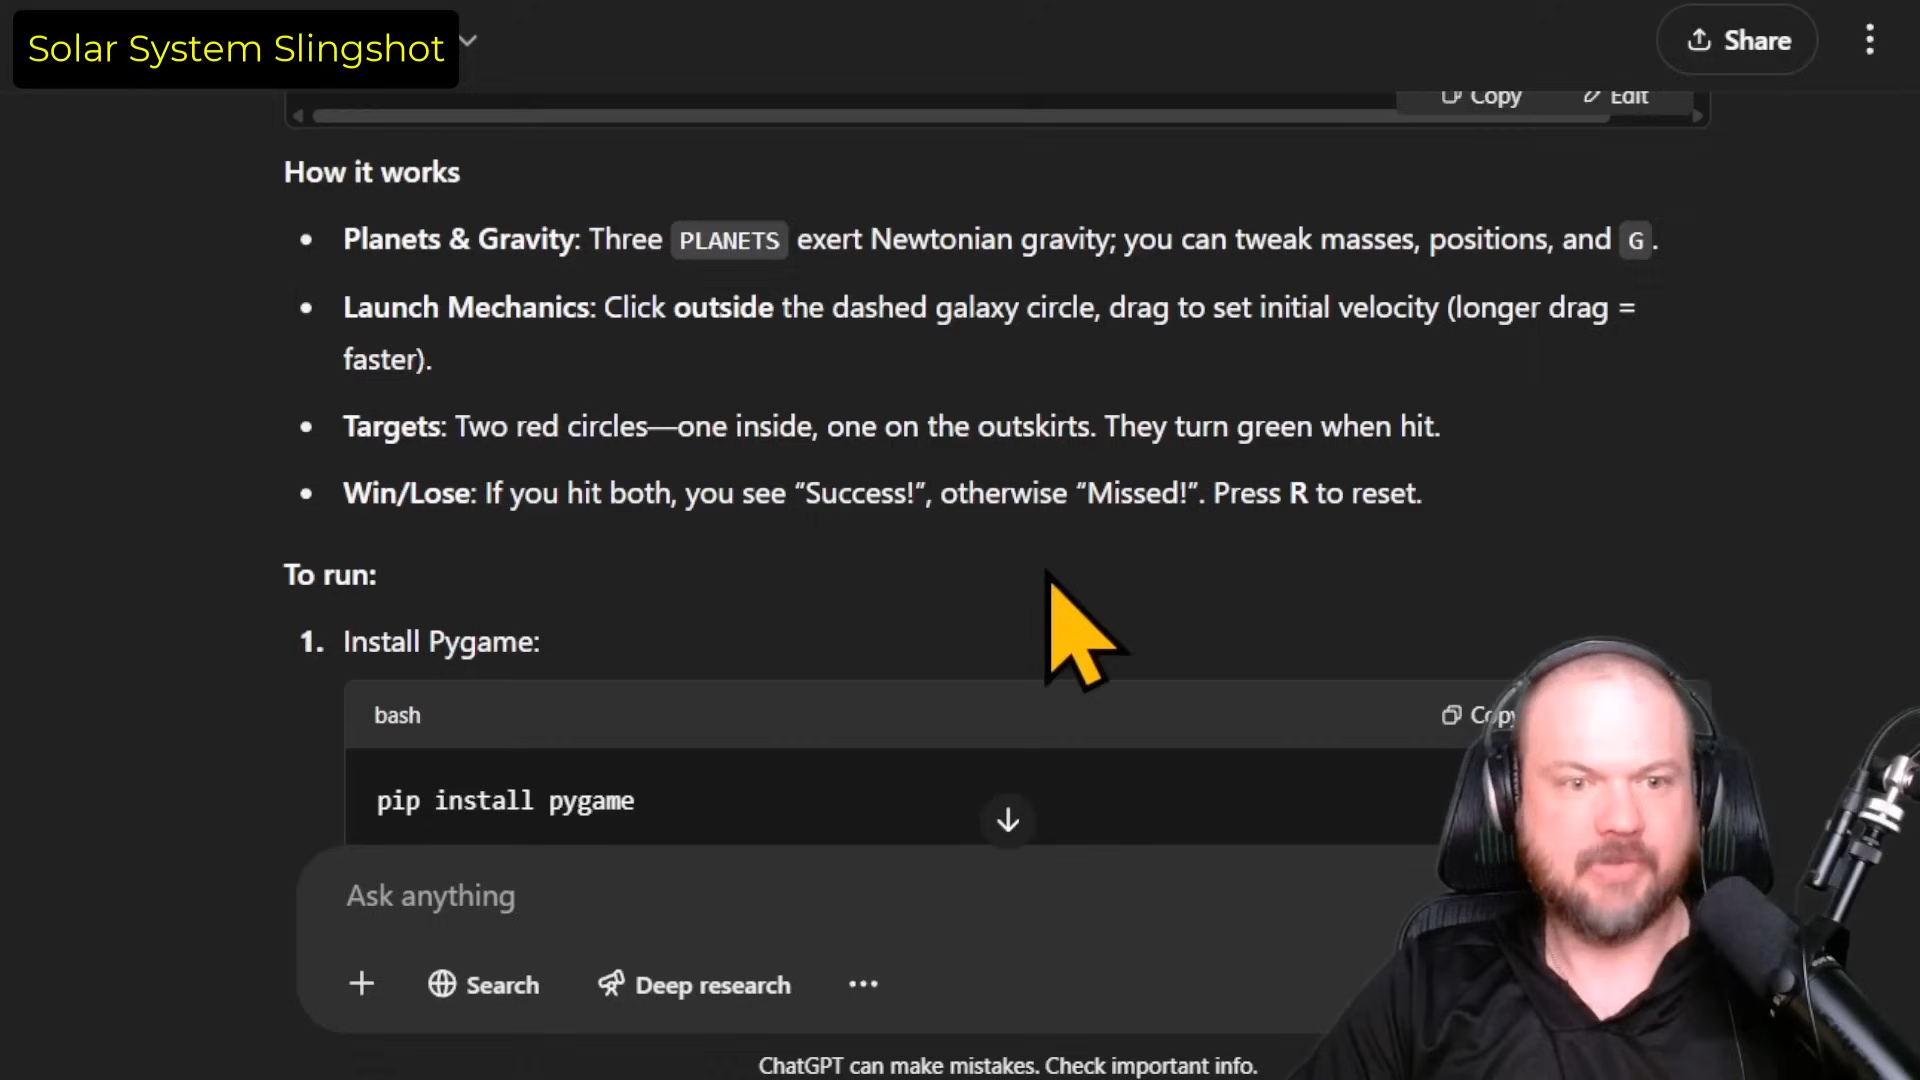 Solar System Slingshot
Share
Copy
Edit
How it works
• Planets & Gravity: Three PLANETS exert Newtonian gravity; you can tweak masses, positions, and G.
• Launch Mechanics: Click outside the dashed galaxy circle, drag to set initial velocity (longer drag =
faster).
• Targets: Two red circles—one inside, one on the outskirts. They turn green when hit.
• Win/Lose: If you hit both, you see “Success!”, otherwise “Missed!”. Press R to reset.
To run:
1. Install Pygame:
bash
Copy
pip install pygame
Ask anything
Search
Deep research
ChatGPT can make mistakes. Check important info.